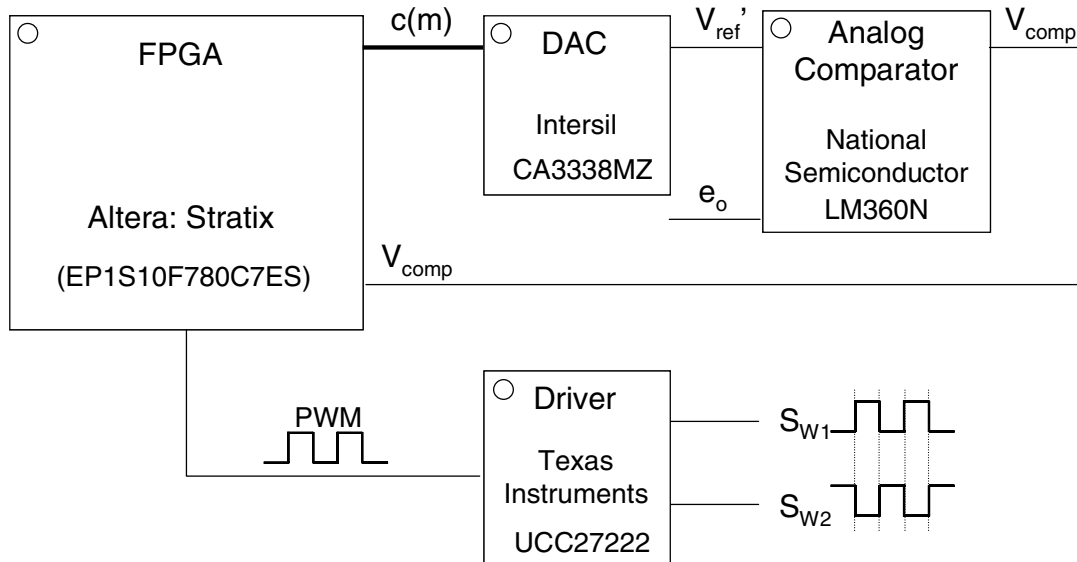 FPGA
Altera: Stratix
(EP1S10F780C7ES)
c(m)
DAC
Intersil
CA3338MZ
V_ref'
e_o
Analog
Comparator
National
Semiconductor
LM360N
V_comp
V_comp
PWM
Driver
Texas
Instruments
UCC27222
S_W1
S_W2